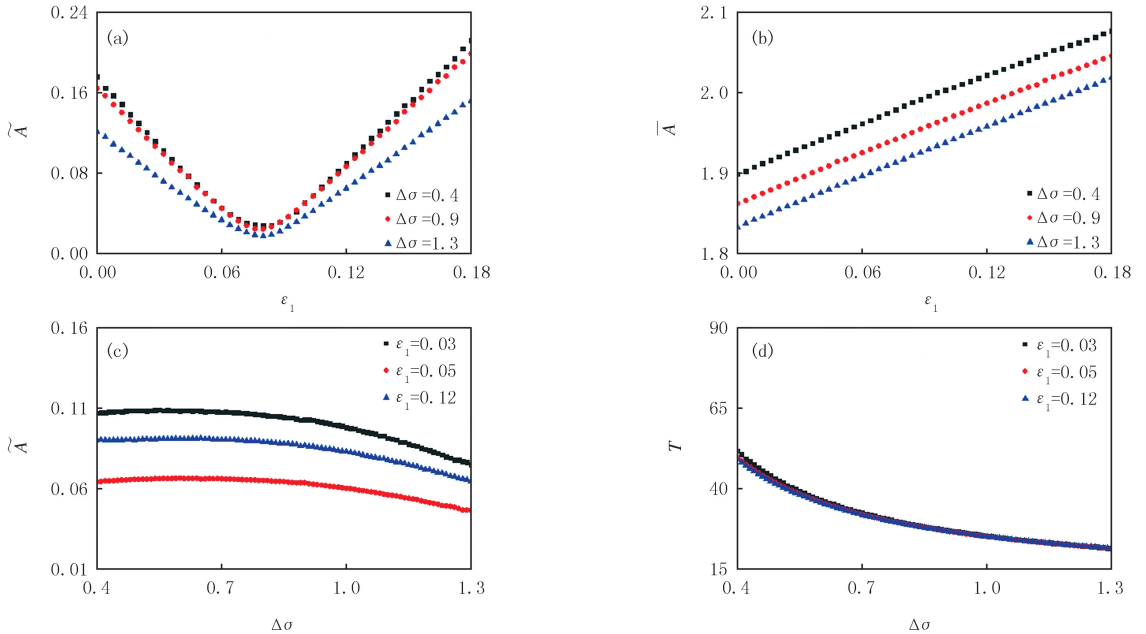 (a)
0.24
0.16
0.08
0.00
Ã
Δσ=0.4
Δσ=0.9
Δσ=1.3
0.00 0.06 0.12 0.18
ε₁
(b)
2.1
2.0
1.9
1.8
A̅
Δσ=0.4
Δσ=0.9
Δσ=1.3
0.00 0.06 0.12 0.18
ε₁
(c)
0.16
0.11
0.06
0.01
Ã
ε₁=0.03
ε₁=0.05
ε₁=0.12
0.4 0.7 1.0 1.3
Δσ
(d)
90
65
40
15
T
ε₁=0.03
ε₁=0.05
ε₁=0.12
0.4 0.7 1.0 1.3
Δσ